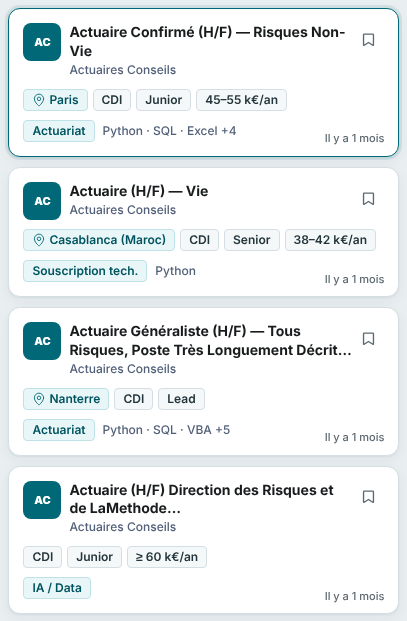 AC
Actuaire Confirmé (H/F) — Risques Non-
Vie
Actuaires Conseils
Paris CDI Junior 45–55 k€/an
Actuariat Python · SQL · Excel +4
Il y a 1 mois
AC
Actuaire (H/F) — Vie
Actuaires Conseils
Casablanca (Maroc) CDI Senior 38–42 k€/an
Souscription tech. Python
Il y a 1 mois
AC
Actuaire Généraliste (H/F) — Tous
Risques, Poste Très Longuement Décrit...
Actuaires Conseils
Nanterre CDI Lead
Actuariat Python · SQL · VBA +5
Il y a 1 mois
AC
Actuaire (H/F) Direction des Risques et
de LaMethode...
Actuaires Conseils
CDI Junior ≥ 60 k€/an
IA / Data
Il y a 1 mois